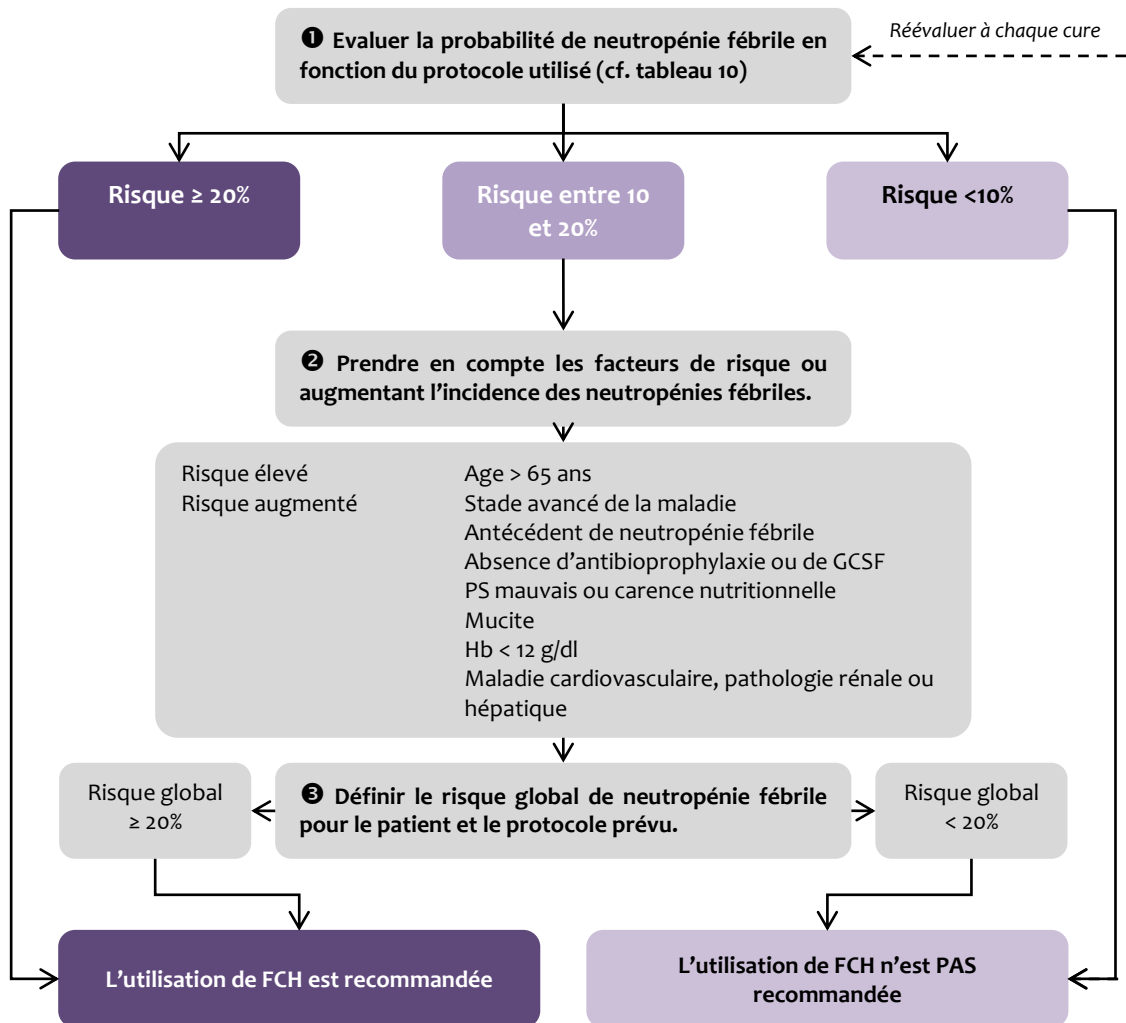 ❶ Evaluer la probabilité de neutropénie fébrile en
fonction du protocole utilisé (cf. tableau 10)
Réévaluer à chaque cure
Risque ≥ 20%
Risque entre 10
et 20%
Risque <10%
❷ Prendre en compte les facteurs de risque ou
augmentant l’incidence des neutropénies fébriles.
Risque élevé
Risque augmenté
Age > 65 ans
Stade avancé de la maladie
Antécédent de neutropénie fébrile
Absence d’antibioprophylaxie ou de GCSF
PS mauvais ou carence nutritionnelle
Mucite
Hb < 12 g/dl
Maladie cardiovasculaire, pathologie rénale ou
hépatique
Risque global
≥ 20%
❸ Définir le risque global de neutropénie fébrile
pour le patient et le protocole prévu.
Risque global
< 20%
L’utilisation de FCH est recommandée
L’utilisation de FCH n’est PAS
recommandée